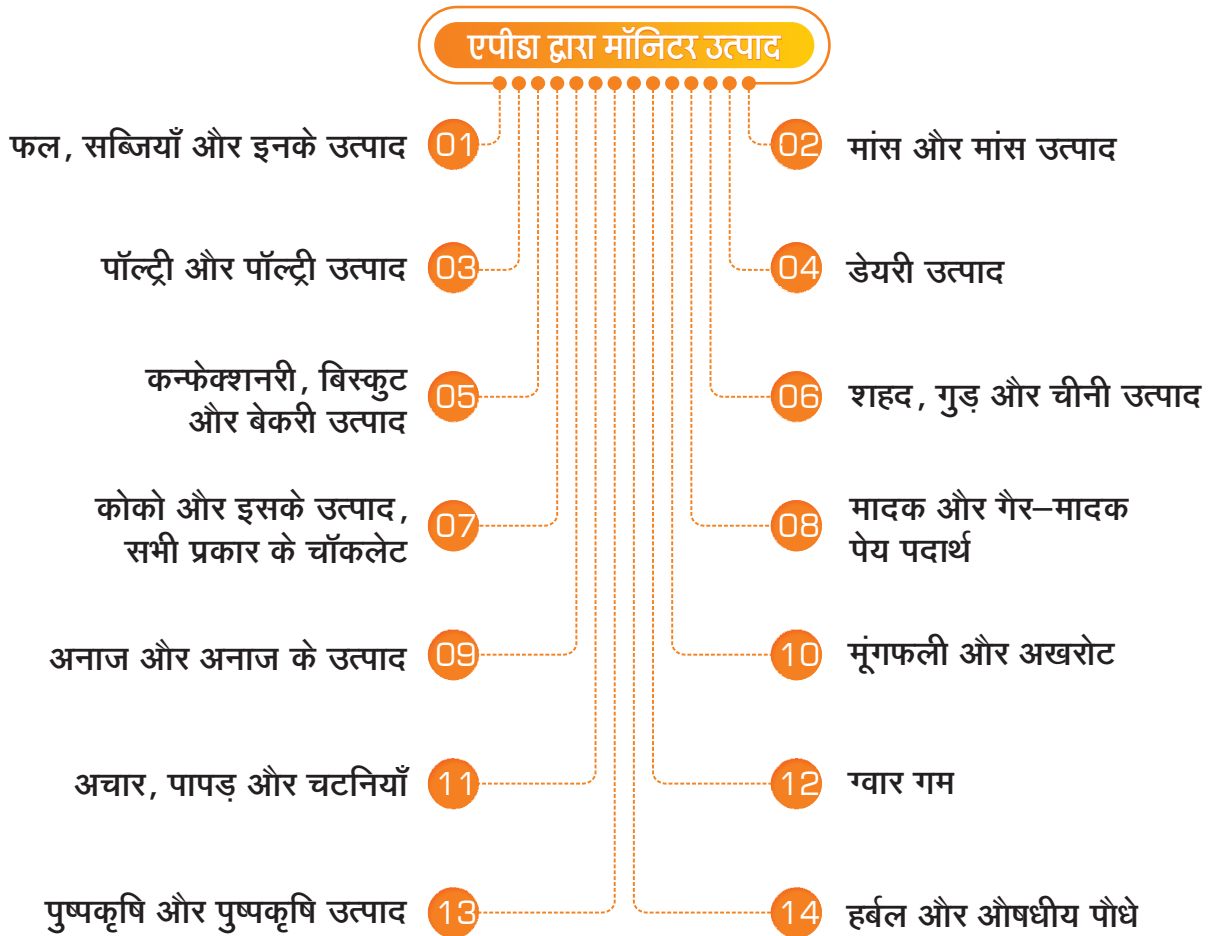 एपीडा द्वारा मॉनिटर उत्पाद
01 फल, सब्जियाँ और इनके उत्पाद
02 मांस और मांस उत्पाद
03 पॉल्ट्री और पॉल्ट्री उत्पाद
04 डेयरी उत्पाद
05 कन्फेक्शनरी, बिस्कुट
और बेकरी उत्पाद
06 शहद, गुड़ और चीनी उत्पाद
07 कोको और इसके उत्पाद,
सभी प्रकार के चॉकलेट
08 मादक और गैर–मादक
पेय पदार्थ
09 अनाज और अनाज के उत्पाद
10 मूंगफली और अखरोट
11 अचार, पापड़ और चटनियाँ
12 ग्वार गम
13 पुष्पकृषि और पुष्पकृषि उत्पाद
14 हर्बल और औषधीय पौधे